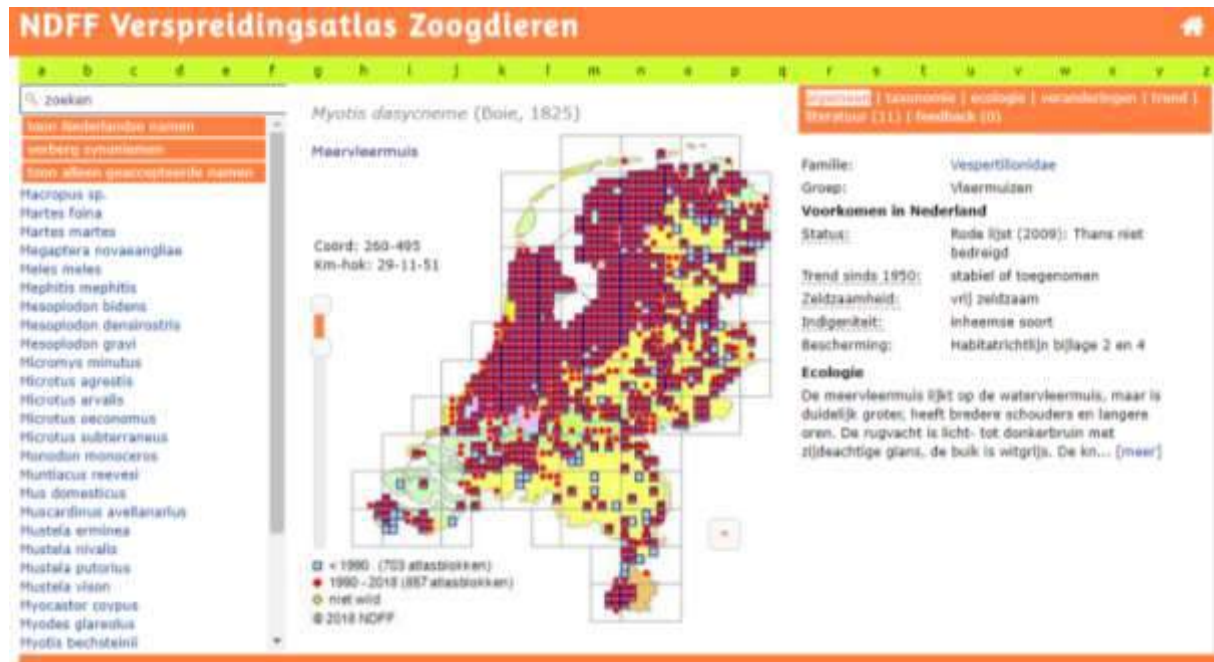 NDFF Verspreidingsatlas Zoogdieren
a b c d e f g h i j k l m n o p q r s t u v w x y z
zoeken
toon Nederlandse namen
verberg synoniemen
toon alleen geaccepteerde namen
Macropus sp.
Martes foina
Martes martes
Megaptera novaeangliae
Meles meles
Mephitis mephitis
Mesoplodon bidens
Mesoplodon densirostris
Mesoplodon grayi
Micromys minutus
Microtus agrestis
Microtus arvalis
Microtus oeconomus
Microtus subterraneus
Monodon monoceros
Muntiacus reevesi
Mus domesticus
Muscardinus avellanarius
Mustela erminea
Mustela nivalis
Mustela putorius
Mustela vison
Myocastor coypus
Myodes glareolus
Myotis bechsteinii
Myotis dasycneme (Boie, 1825)
Meervleermuis
Coord: 260-495
Km-hok: 29-11-51
< 1990 (703 atlasblokken)
1990 - 2018 (887 atlasblokken)
niet wild
© 2018 NDFF
algemeen | taxonomie | ecologie | veranderingen | trend |
literatuur (11) | feedback (0)
Familie: Vespertilionidae
Groep: Vleermuizen
Voorkomen in Nederland
Status: Rode lijst (2009): Thans niet
bedreigd
Trend sinds 1950: stabiel of toegenomen
Zeldzaamheid: vrij zeldzaam
Indigeniteit: inheemse soort
Bescherming: Habitatrichtlijn bijlage 2 en 4
Ecologie
De meervleermuis lijkt op de watervleermuis, maar is
duidelijk groter, heeft bredere schouders en langere
oren. De rugvacht is licht- tot donkerbruin met
zijdeachtige glans, de buik is witgrijs. De kn... [meer]